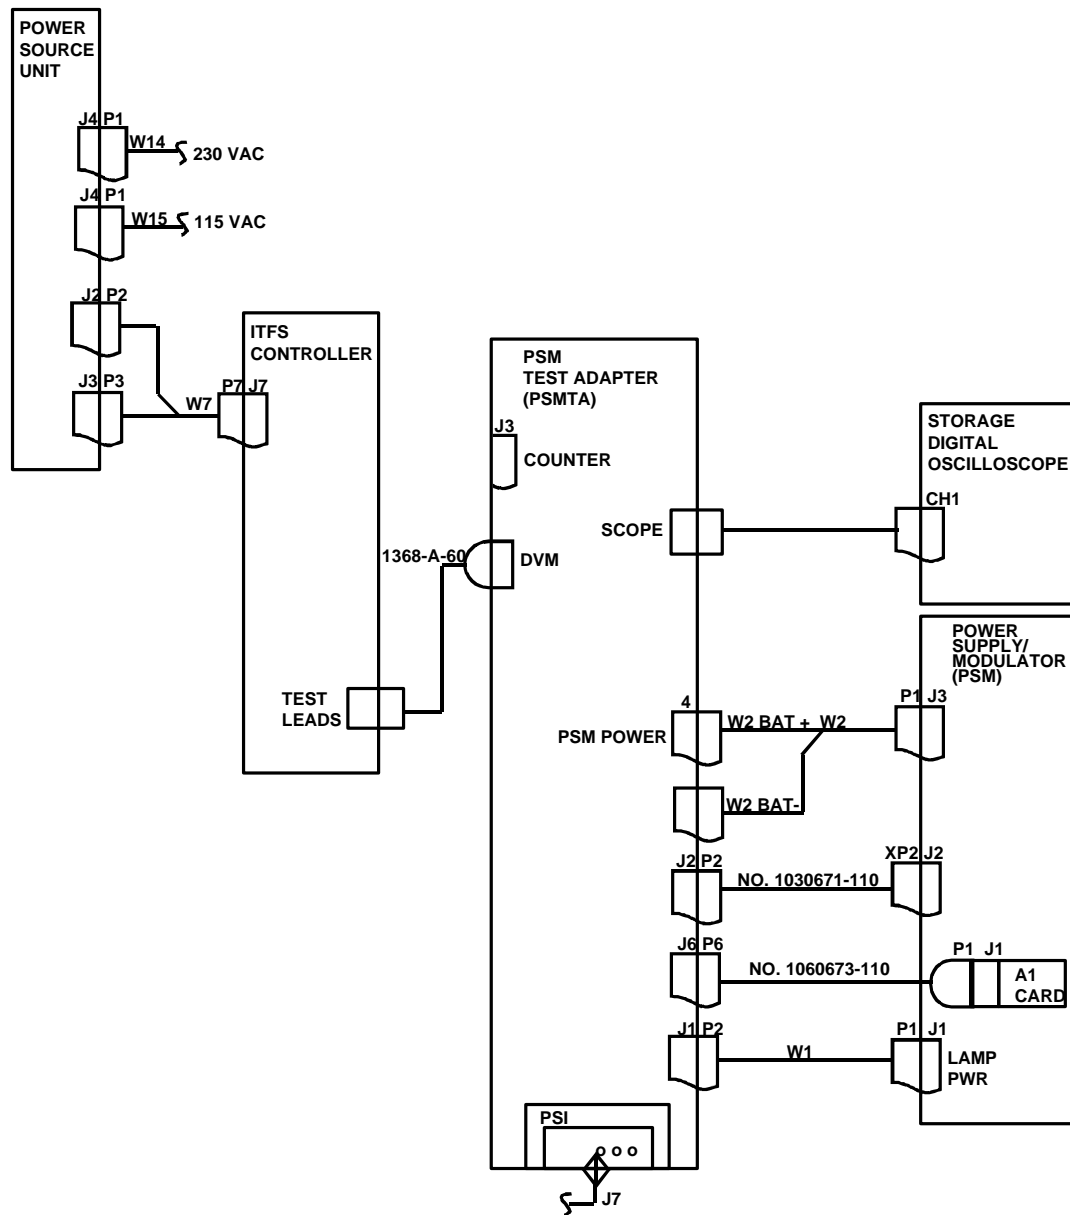 POWER
SOURCE
UNIT
J4 P1
W14
230 VAC
J4 P1
W15
115 VAC
J2 P2
J3 P3
W7
P7 J7
ITFS
CONTROLLER
TEST
LEADS
1368-A-60
PSM
TEST ADAPTER
(PSMTA)
J3
COUNTER
SCOPE
DVM
4
PSM POWER
W2 BAT + W2
W2 BAT-
J2 P2
NO. 1030671-110
J6 P6
NO. 1060673-110
J1 P2
W1
PSI
J7
STORAGE
DIGITAL
OSCILLOSCOPE
CH1
POWER
SUPPLY/
MODULATOR
(PSM)
P1 J3
XP2 J2
P1 J1
A1
CARD
P1 J1
LAMP
PWR